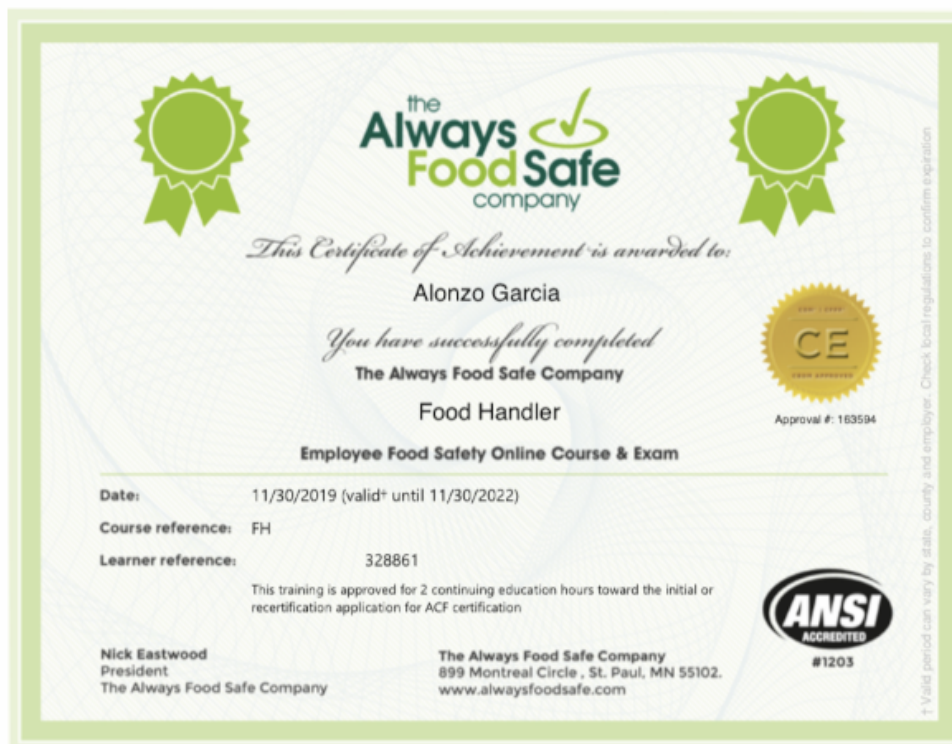 the
Always
Food Safe
company
This Certificate of Achievement is awarded to:
Alonzo Garcia
You have successfully completed
The Always Food Safe Company
Food Handler
CE
Approval #: 163594
Employee Food Safety Online Course & Exam
Date: 11/30/2019 (valid† until 11/30/2022)
Course reference: FH
Learner reference: 328861
This training is approved for 2 continuing education hours toward the initial or
recertification application for ACF certification
ANSI
ACCREDITED
#1203
Nick Eastwood
President
The Always Food Safe Company
The Always Food Safe Company
899 Montreal Circle , St. Paul, MN 55102.
www.alwaysfoodsafe.com
† Valid period can vary by state, county and employer. Check local regulations to confirm expiration